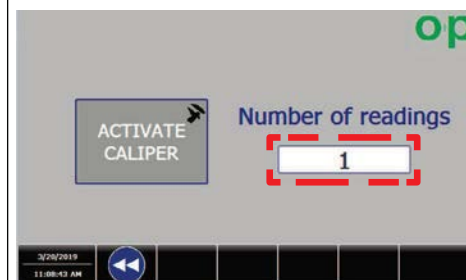 op
ACTIVATE
CALIPER
Number of readings
1
3/20/2019
11:08:43 AM